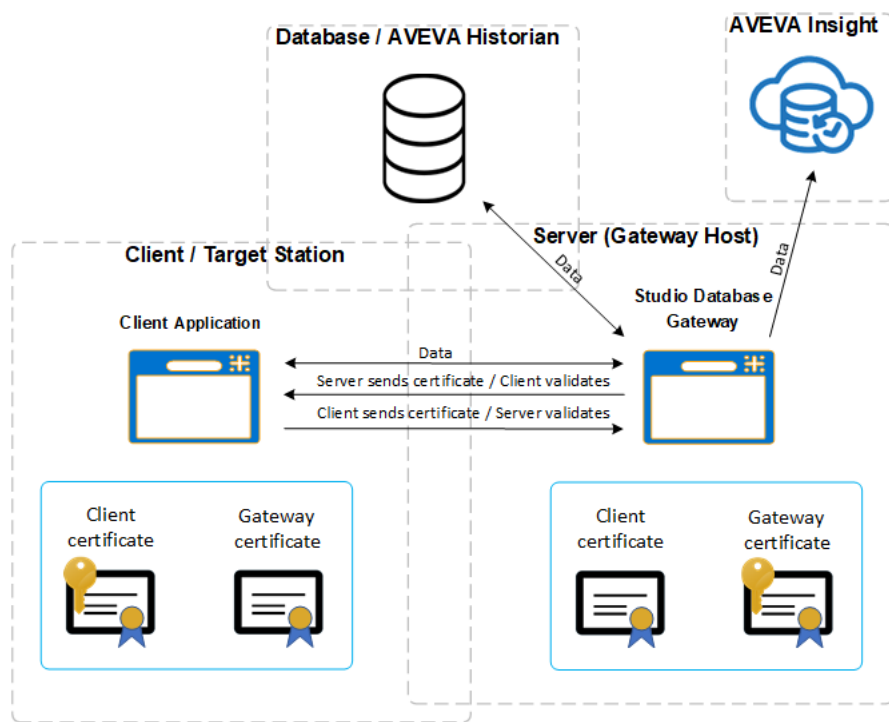 AVEVA Insight
Database / AVEVA Historian
Server (Gateway Host)
Client / Target Station
Data
Data
Studio Database
Gateway
Client Application
Data
Server sends certificate / Client validates
Client sends certificate / Server validates
Client
certificate
Gateway
certificate
Client
certificate
Gateway
certificate